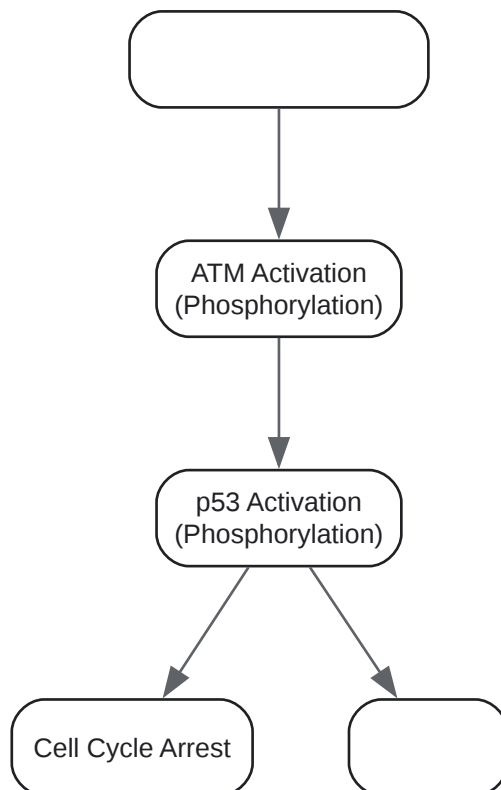 ATM Activation
(Phosphorylation)
p53 Activation
(Phosphorylation)
Cell Cycle Arrest